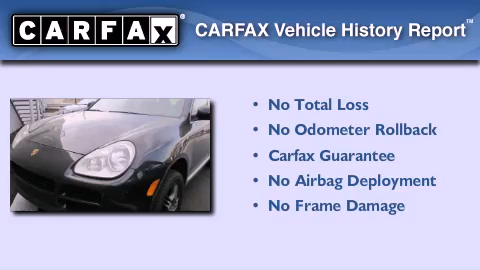 CARFAX® CARFAX Vehicle History Report™
• No Total Loss
• No Odometer Rollback
• Carfax Guarantee
• No Airbag Deployment
• No Frame Damage